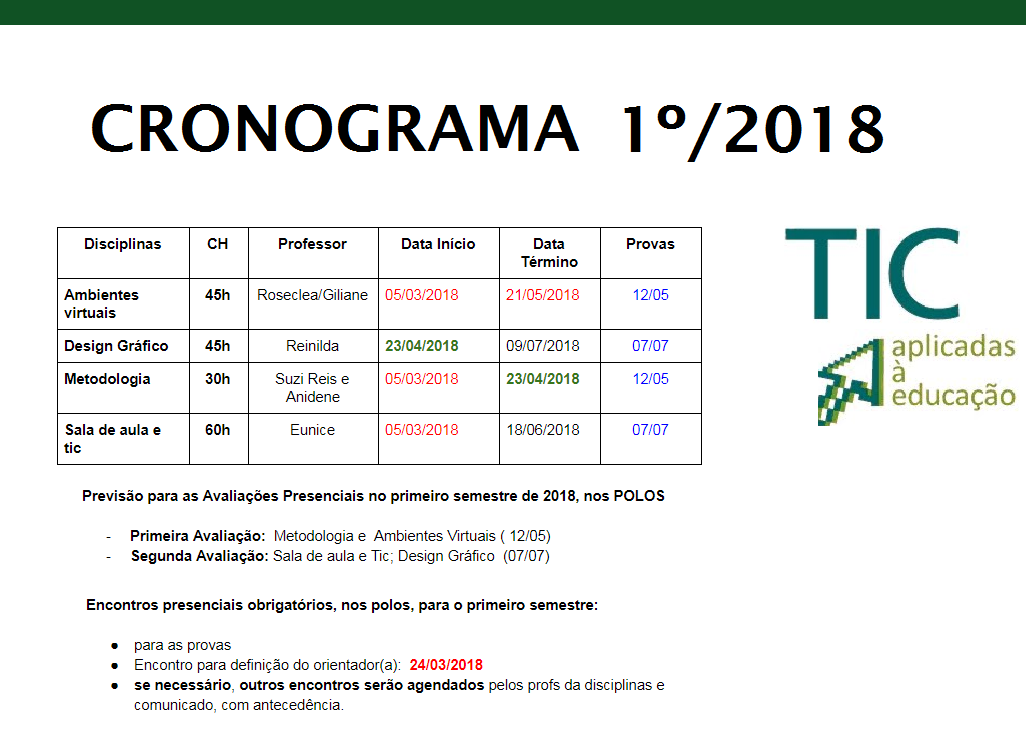 CRONOGRAMA 1º/2018
Disciplinas CH Professor Data Início Data Término Provas
Ambientes virtuais 45h Roseclea/Giliane 05/03/2018 21/05/2018 12/05
Design Gráfico 45h Reinilda 23/04/2018 09/07/2018 07/07
Metodologia 30h Suzi Reis e Anidene 05/03/2018 23/04/2018 12/05
Sala de aula e tic 60h Eunice 05/03/2018 18/06/2018 07/07
TIC
aplicadas
à
educação
Previsão para as Avaliações Presenciais no primeiro semestre de 2018, nos POLOS
- Primeira Avaliação: Metodologia e Ambientes Virtuais ( 12/05)
- Segunda Avaliação: Sala de aula e Tic; Design Gráfico (07/07)
Encontros presenciais obrigatórios, nos polos, para o primeiro semestre:
● para as provas
● Encontro para definição do orientador(a): 24/03/2018
● se necessário, outros encontros serão agendados pelos profs da disciplinas e
comunicado, com antecedência.